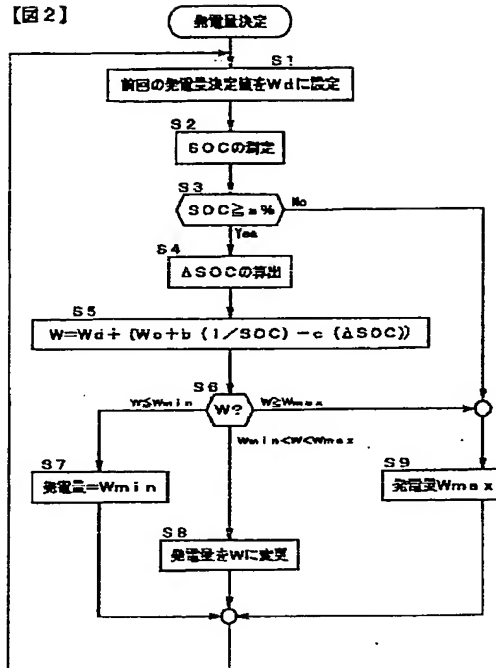 【図2】
発電量決定
S1
前回の発電量決定値をWdに設定
S2
SOCの測定
S3
SOC≧a%
No
Yes
S4
ΔSOCの算出
S5
W=Wd+{Wo+b(1/SOC)-c(ΔSOC)}
S6
W?
W≦Wmin
W≧Wmax
Wmin<W<Wmax
S7
発電量=Wmin
S9
発電量Wmax
S8
発電量をWに変更